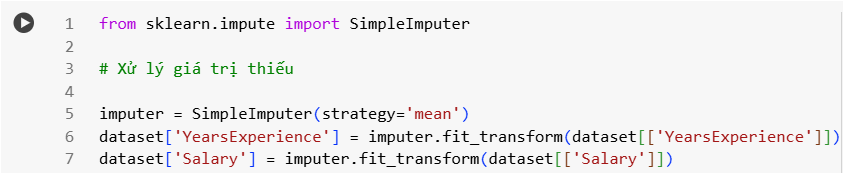 1 from sklearn.impute import SimpleImputer
2
3 # Xử lý giá trị thiếu
4
5 imputer = SimpleImputer(strategy='mean')
6 dataset['YearsExperience'] = imputer.fit_transform(dataset[['YearsExperience']])
7 dataset['Salary'] = imputer.fit_transform(dataset[['Salary']])